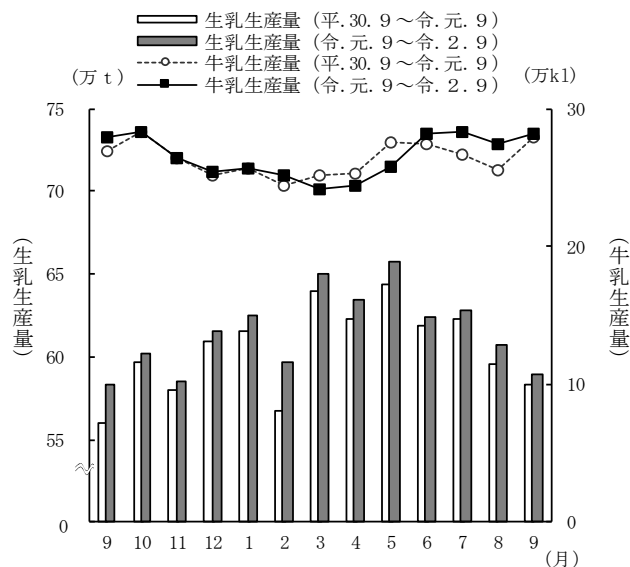 生乳生産量（平.30.9～令.元.9）
生乳生産量（令.元.9～令.2.9）
牛乳生産量（平.30.9～令.元.9）
牛乳生産量（令.元.9～令.2.9）
（万ｔ）
（万kl）
75
70
65
60
55
0
（生乳生産量）
30
20
10
0
（牛乳生産量）
9 10 11 12 1 2 3 4 5 6 7 8 9
（月）